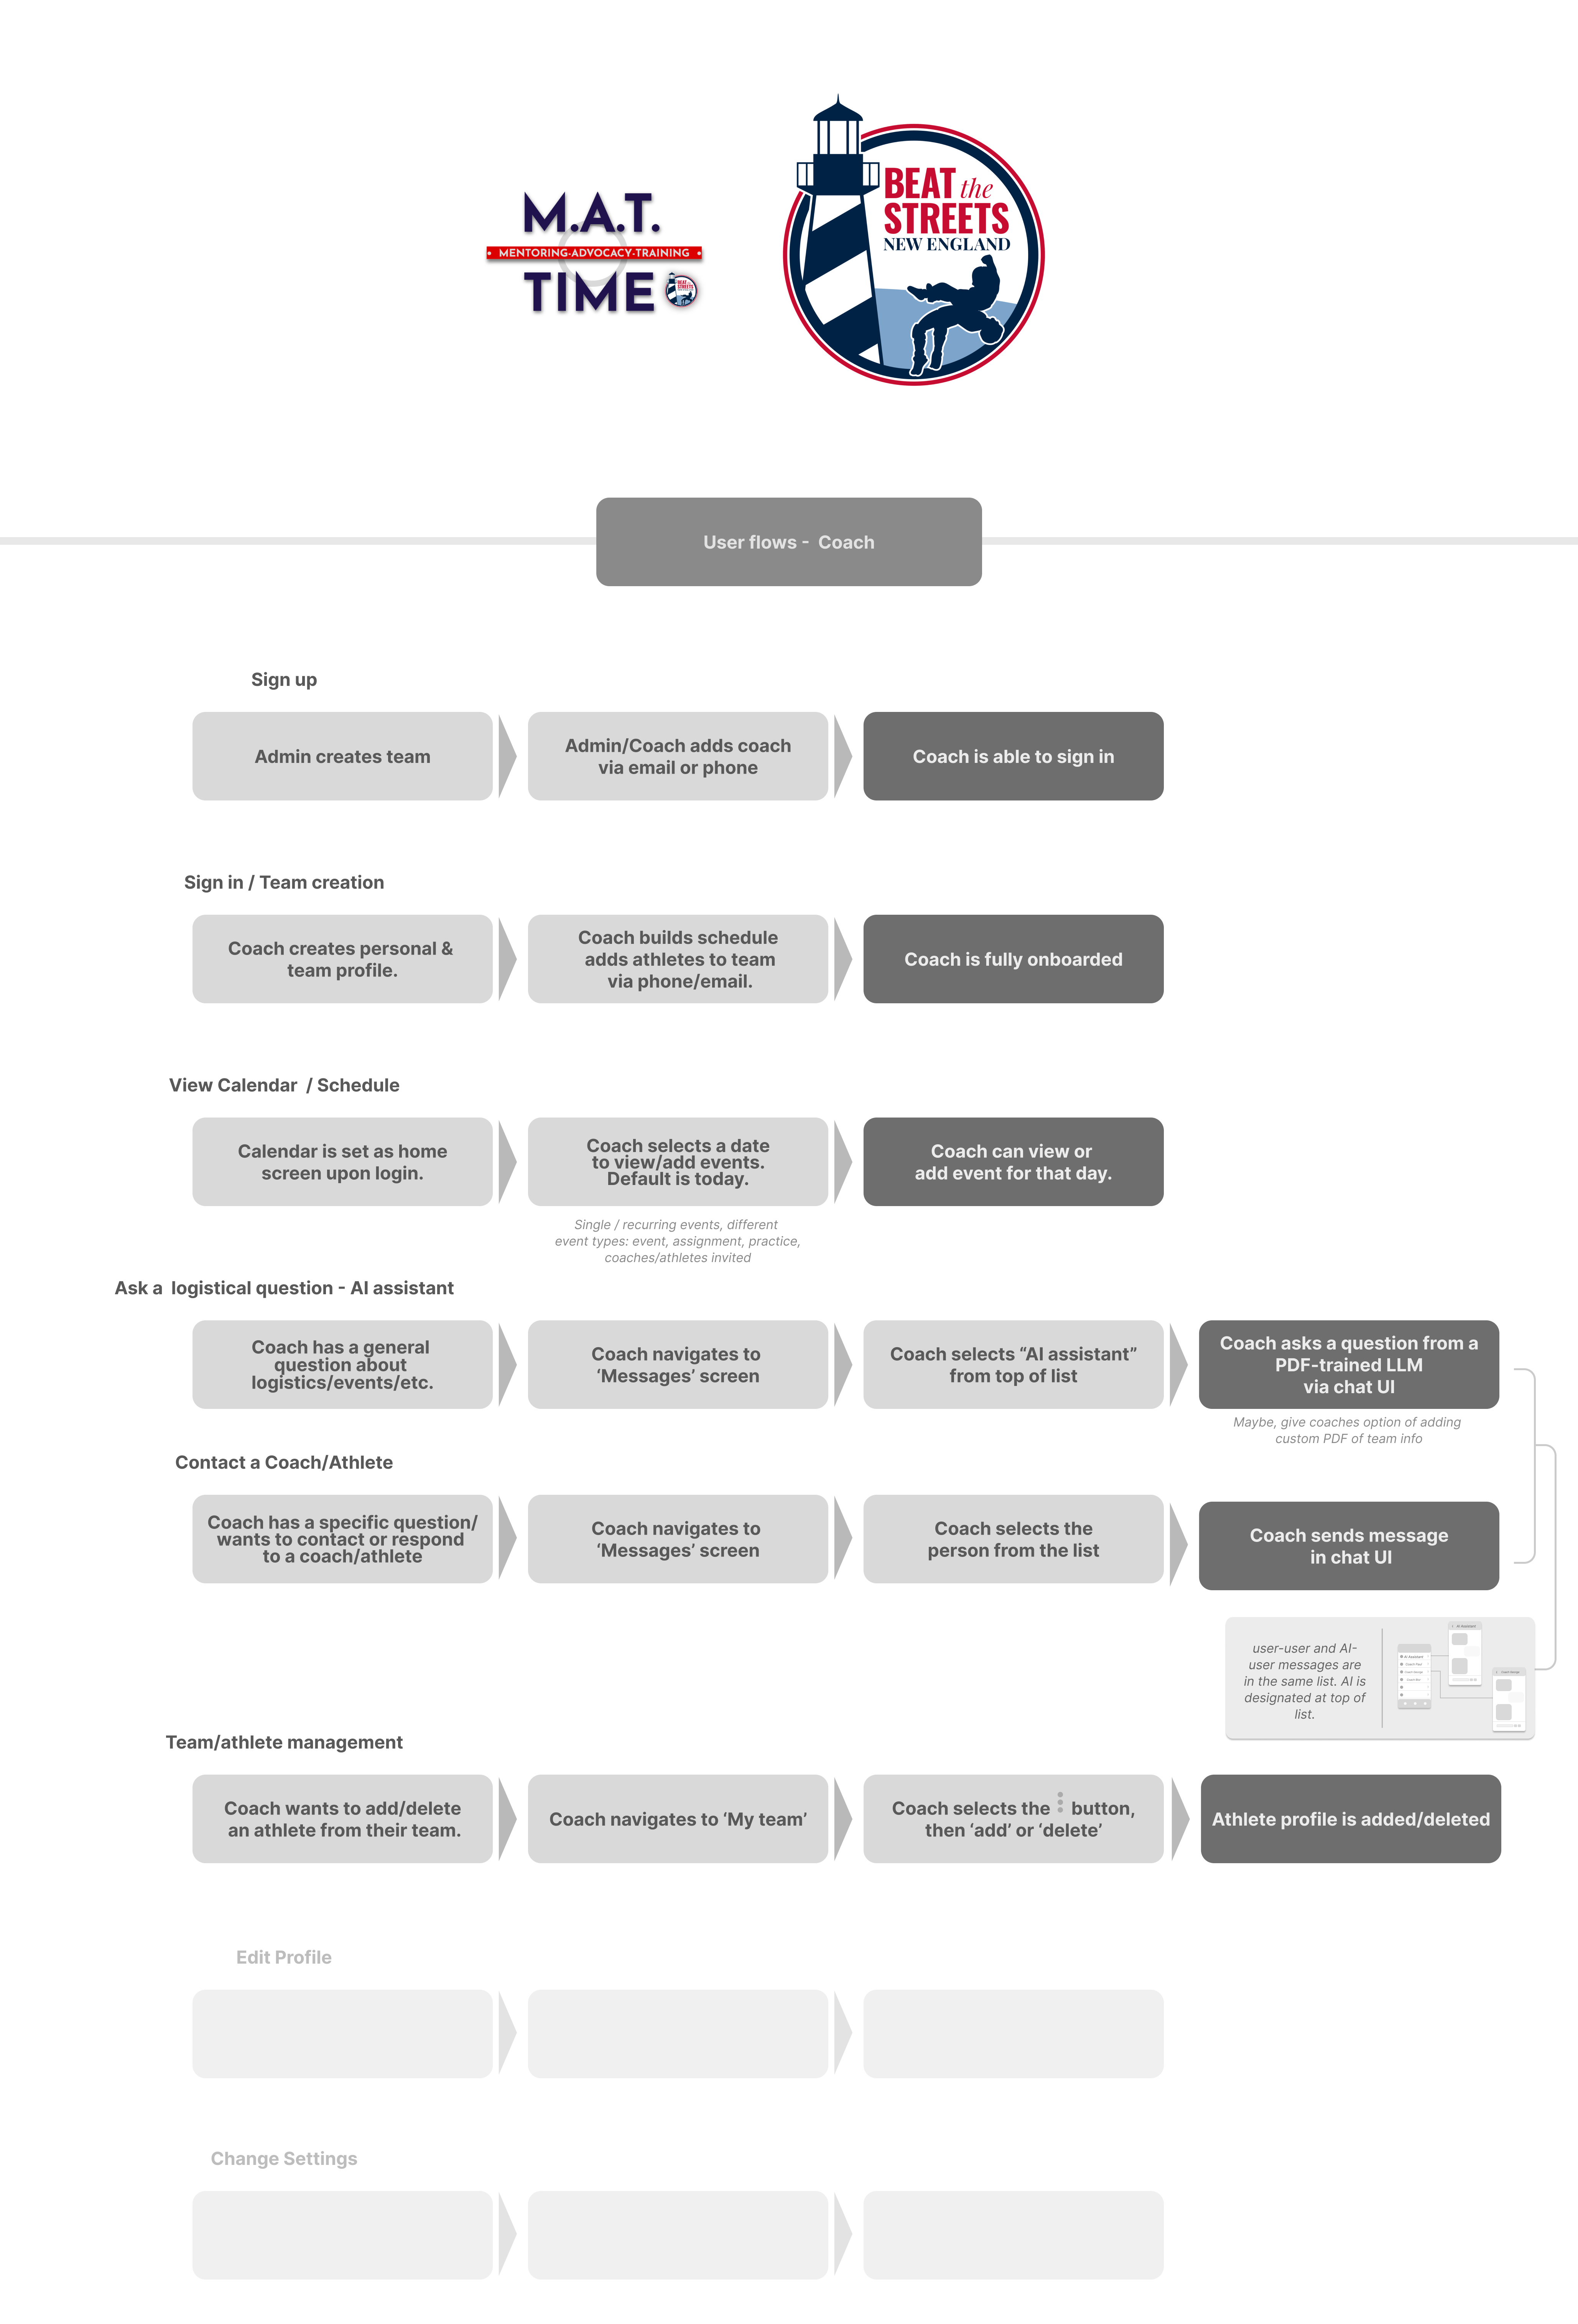 M.A.T.
MENTORING-ADVOCACY-TRAINING
TIME
BEAT the
STREETS
NEW ENGLAND
User flows - Coach
Sign up
Admin creates team
Admin/Coach adds coach
via email or phone
Coach is able to sign in
Sign in / Team creation
Coach creates personal &
team profile.
Coach builds schedule
adds athletes to team
via phone/email.
Coach is fully onboarded
View Calendar / Schedule
Calendar is set as home
screen upon login.
Coach selects a date
to view/add events.
Default is today.
Coach can view or
add event for that day.
Single / recurring events, different
event types: event, assignment, practice,
coaches/athletes invited
Ask a logistical question - AI assistant
Coach has a general
question about
logistics/events/etc.
Coach navigates to
‘Messages’ screen
Coach selects “AI assistant”
from top of list
Coach asks a question from a
PDF-trained LLM
via chat UI
Maybe, give coaches option of adding
custom PDF of team info
Contact a Coach/Athlete
Coach has a specific question/
wants to contact or respond
to a coach/athlete
Coach navigates to
‘Messages’ screen
Coach selects the
person from the list
Coach sends message
in chat UI
user-user and AI-
user messages are
in the same list. AI is
designated at top of
list.
AI Assistant
AI Assistant
Team/athlete management
Coach wants to add/delete
an athlete from their team.
Coach navigates to ‘My team’
Coach selects the button,
then ‘add’ or ‘delete’
Athlete profile is added/deleted
Edit Profile
Change Settings